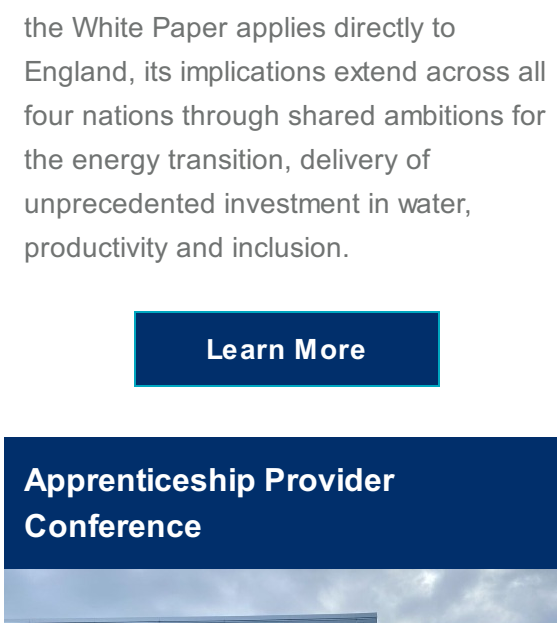 the White Paper applies directly to
England, its implications extend across all
four nations through shared ambitions for
the energy transition, delivery of
unprecedented investment in water,
productivity and inclusion.
Learn More
Apprenticeship Provider
Conference